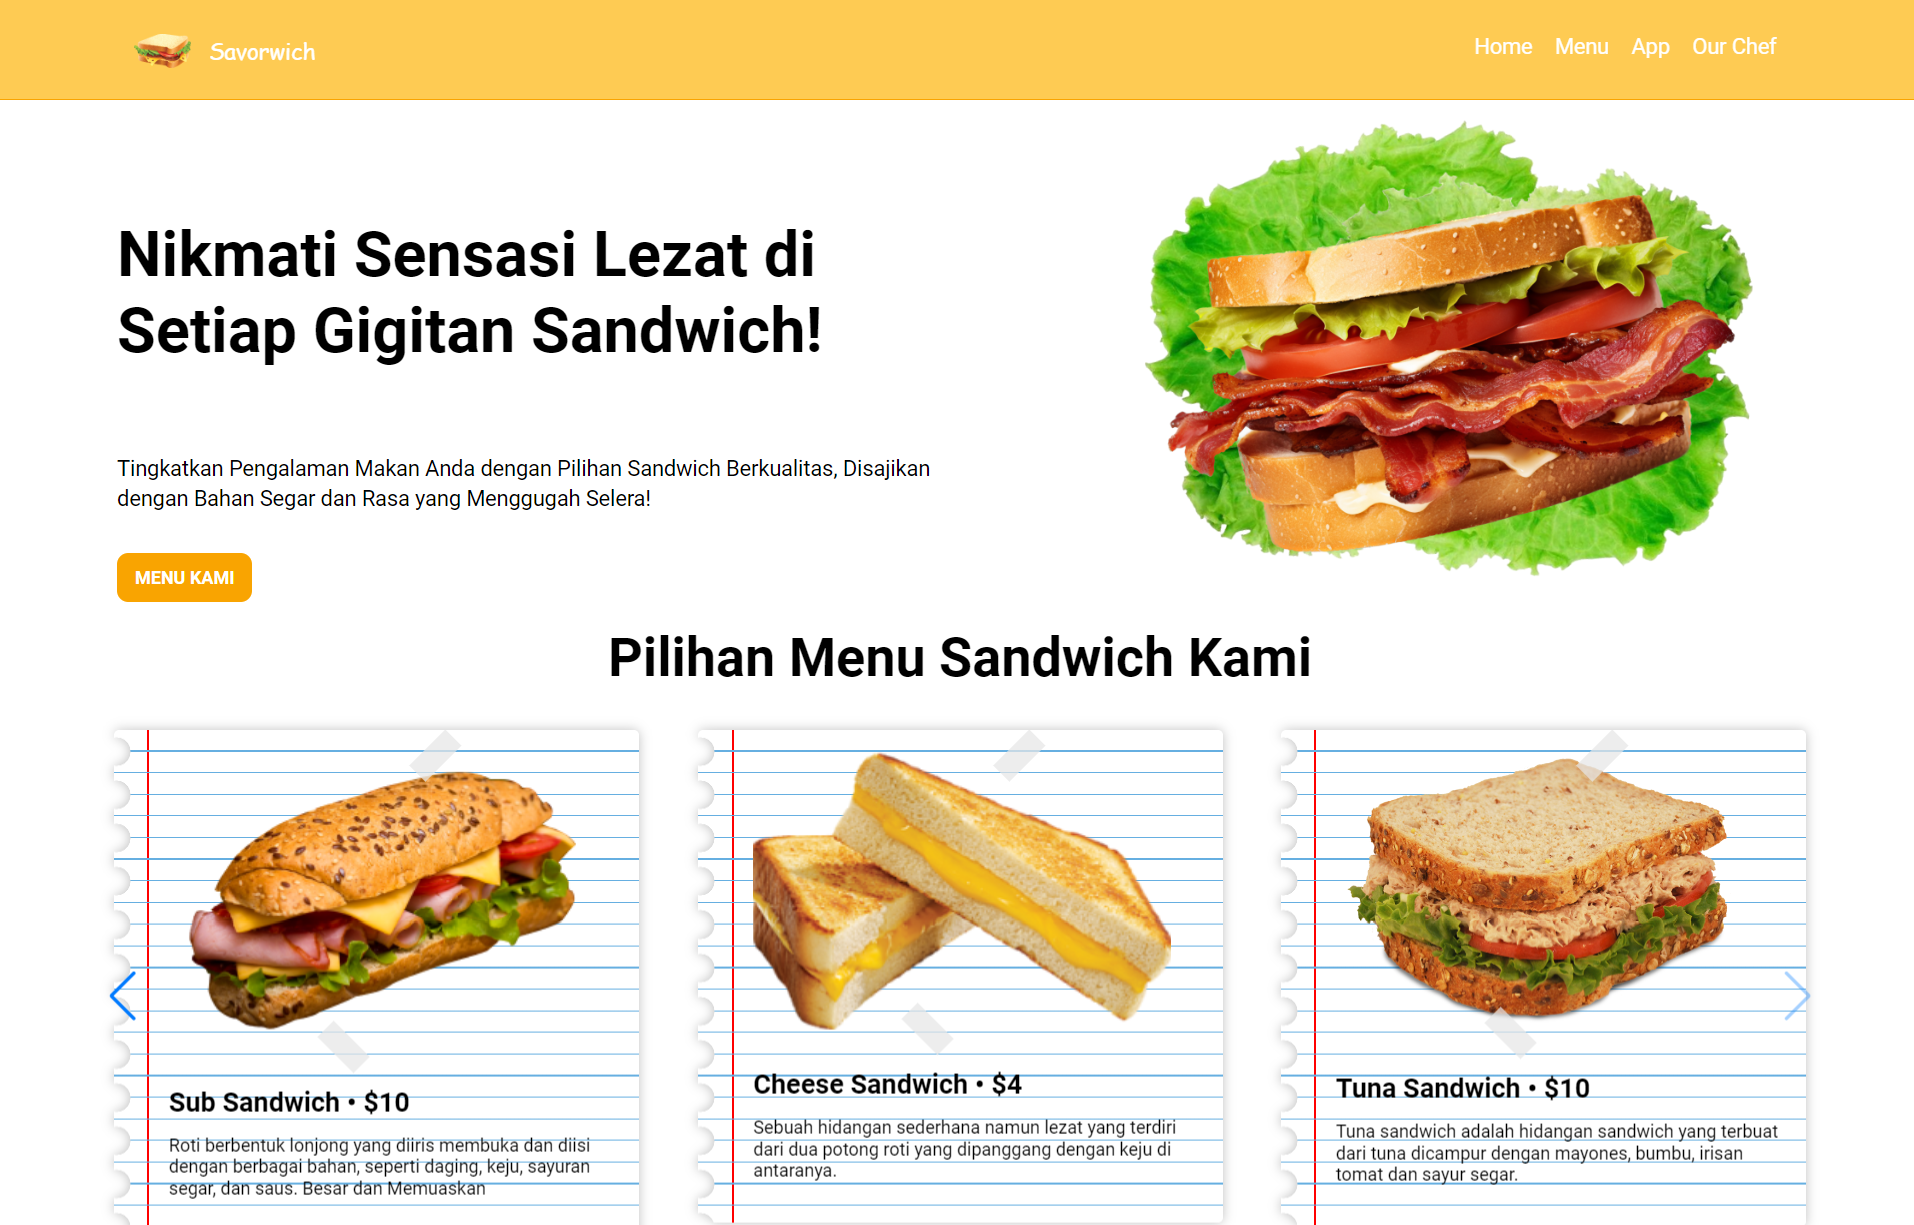 Savorwich
Home Menu App Our Chef
Nikmati Sensasi Lezat di
Setiap Gigitan Sandwich!
Tingkatkan Pengalaman Makan Anda dengan Pilihan Sandwich Berkualitas, Disajikan
dengan Bahan Segar dan Rasa yang Menggugah Selera!
MENU KAMI
Pilihan Menu Sandwich Kami
Sub Sandwich • $10
Roti berbentuk lonjong yang diiris membuka dan diisi
dengan berbagai bahan, seperti daging, keju, sayuran
segar, dan saus. Besar dan Memuaskan
Cheese Sandwich • $4
Sebuah hidangan sederhana namun lezat yang terdiri
dari dua potong roti yang dipanggang dengan keju di
antaranya.
Tuna Sandwich • $10
Tuna sandwich adalah hidangan sandwich yang terbuat
dari tuna dicampur dengan mayones, bumbu, irisan
tomat dan sayur segar.